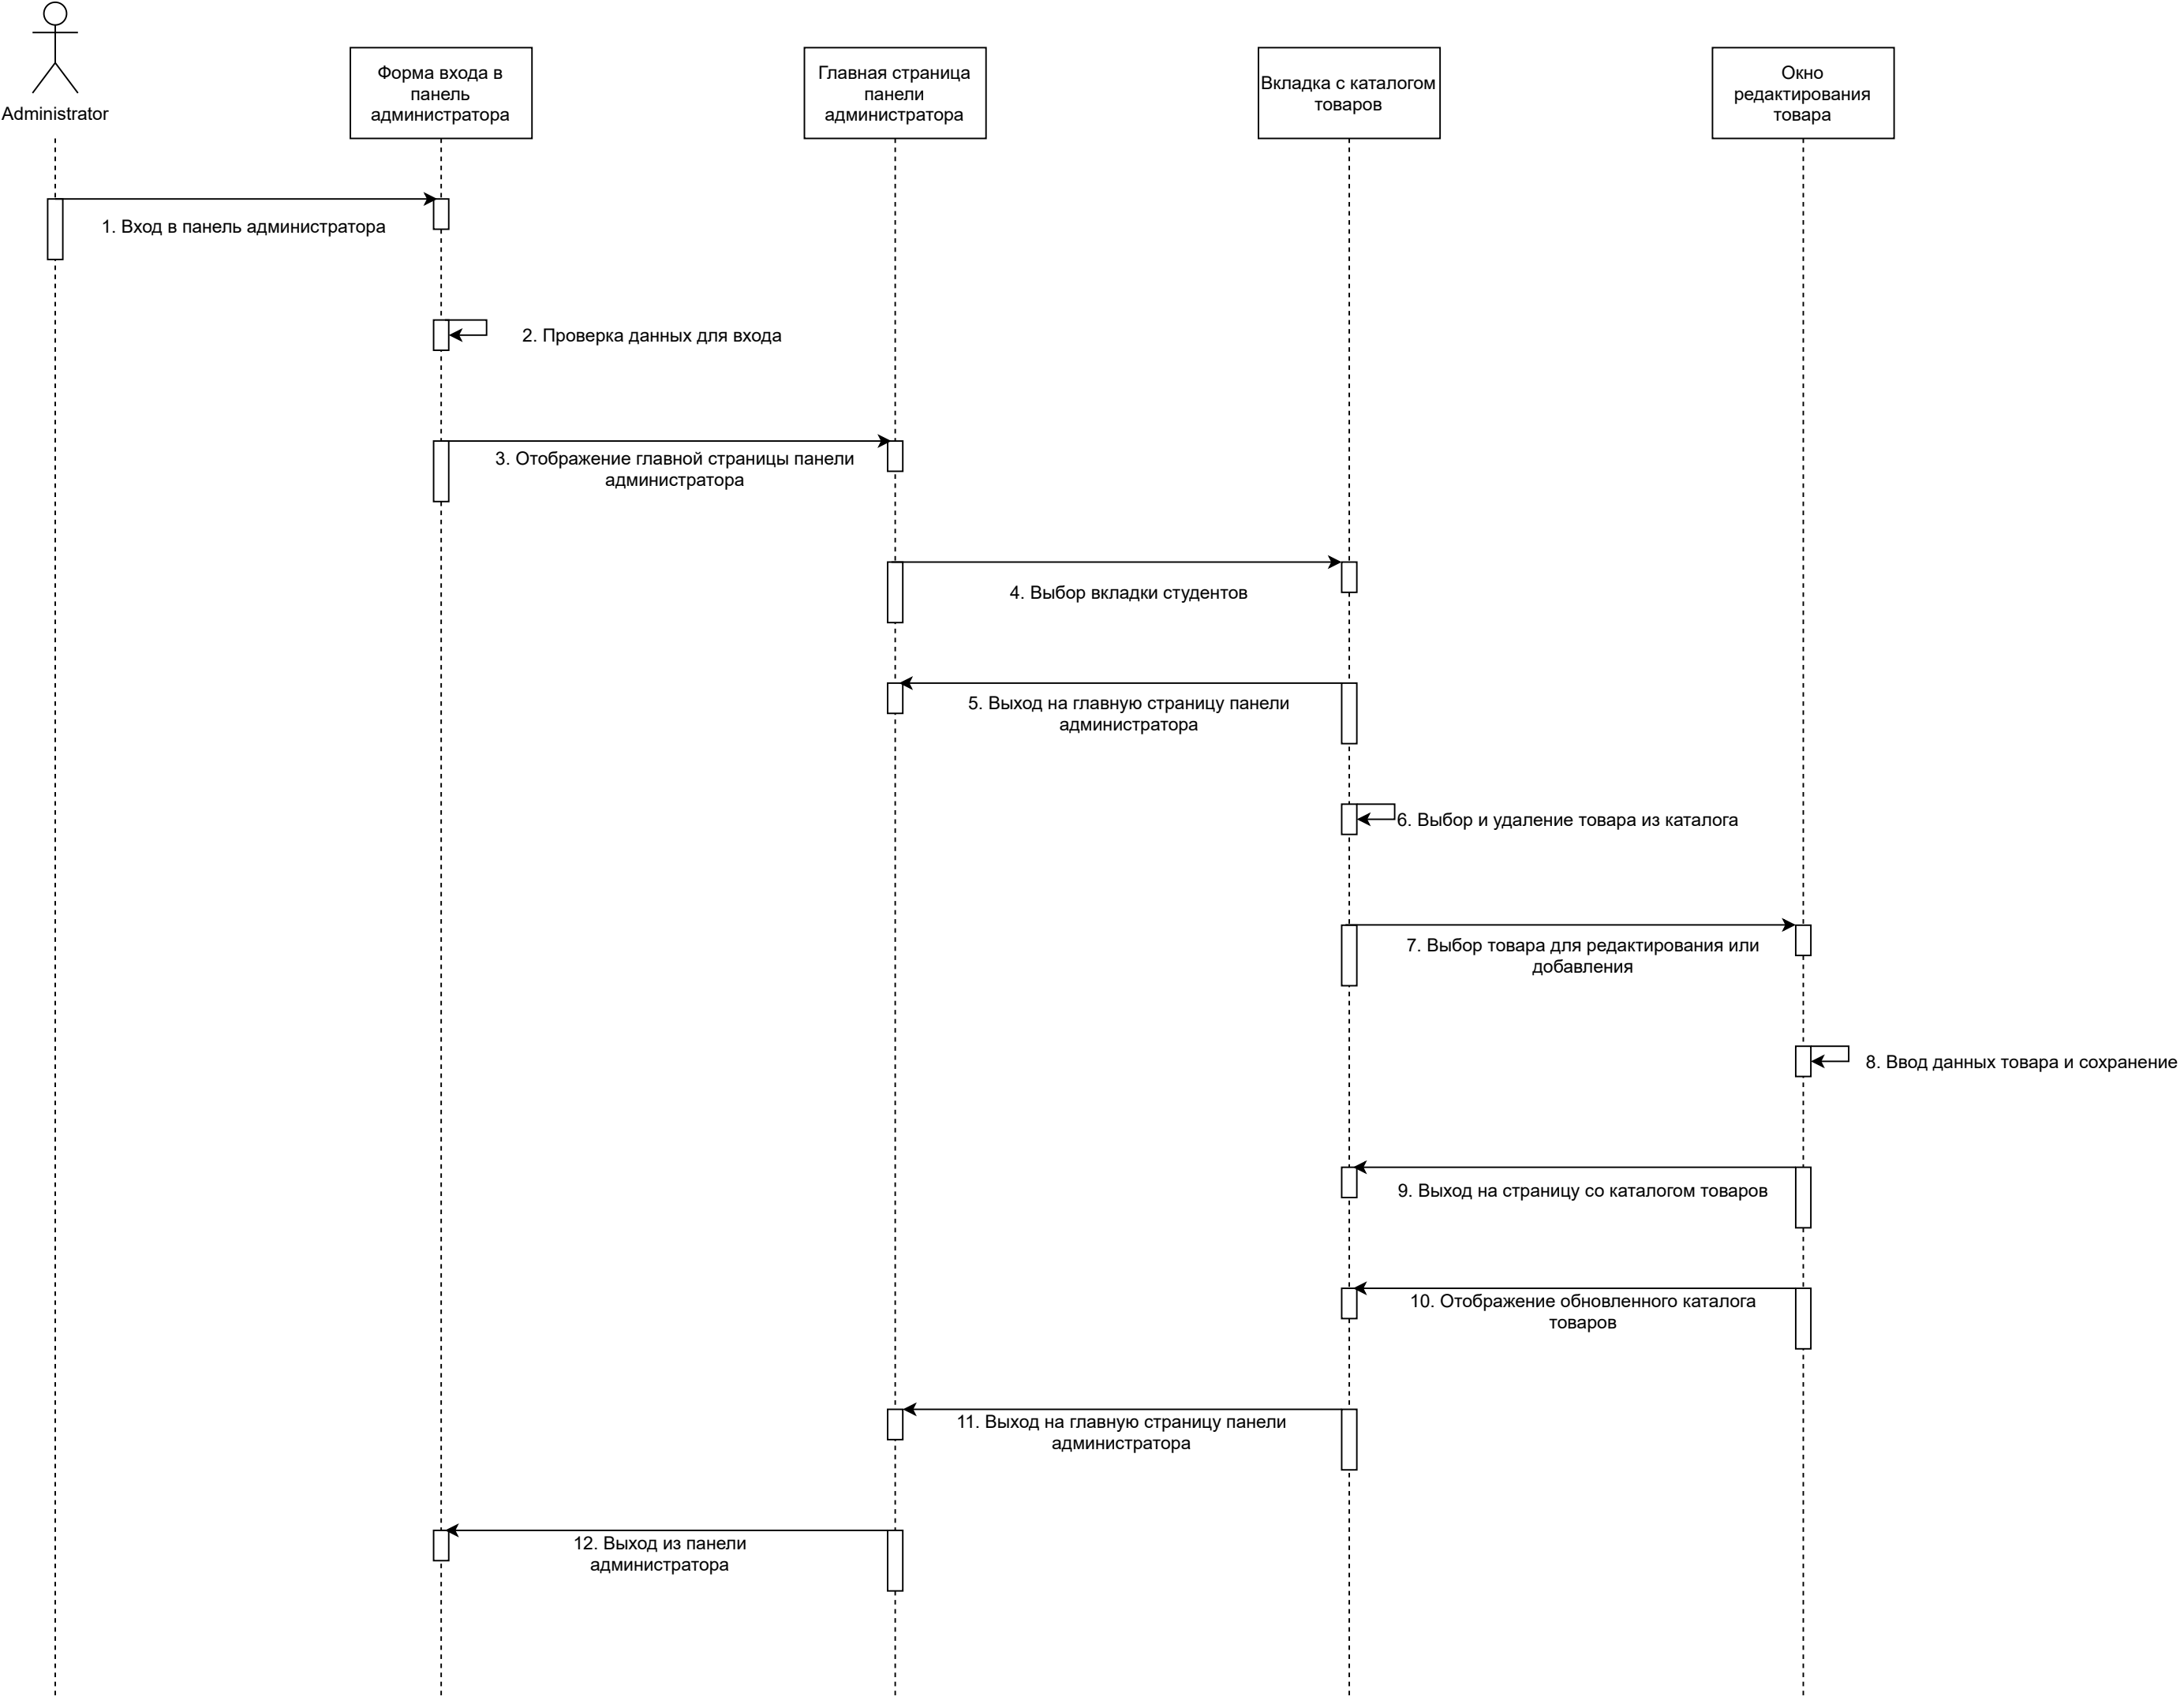 Administrator
Форма входа в
панель
администратора
Главная страница
панели
администратора
Вкладка с каталогом
товаров
Окно
редактирования
товара
1. Вход в панель администратора
2. Проверка данных для входа
3. Отображение главной страницы панели
администратора
4. Выбор вкладки студентов
5. Выход на главную страницу панели
администратора
6. Выбор и удаление товара из каталога
7. Выбор товара для редактирования или
добавления
8. Ввод данных товара и сохранение
9. Выход на страницу со каталогом товаров
10. Отображение обновленного каталога
товаров
11. Выход на главную страницу панели
администратора
12. Выход из панели
администратора